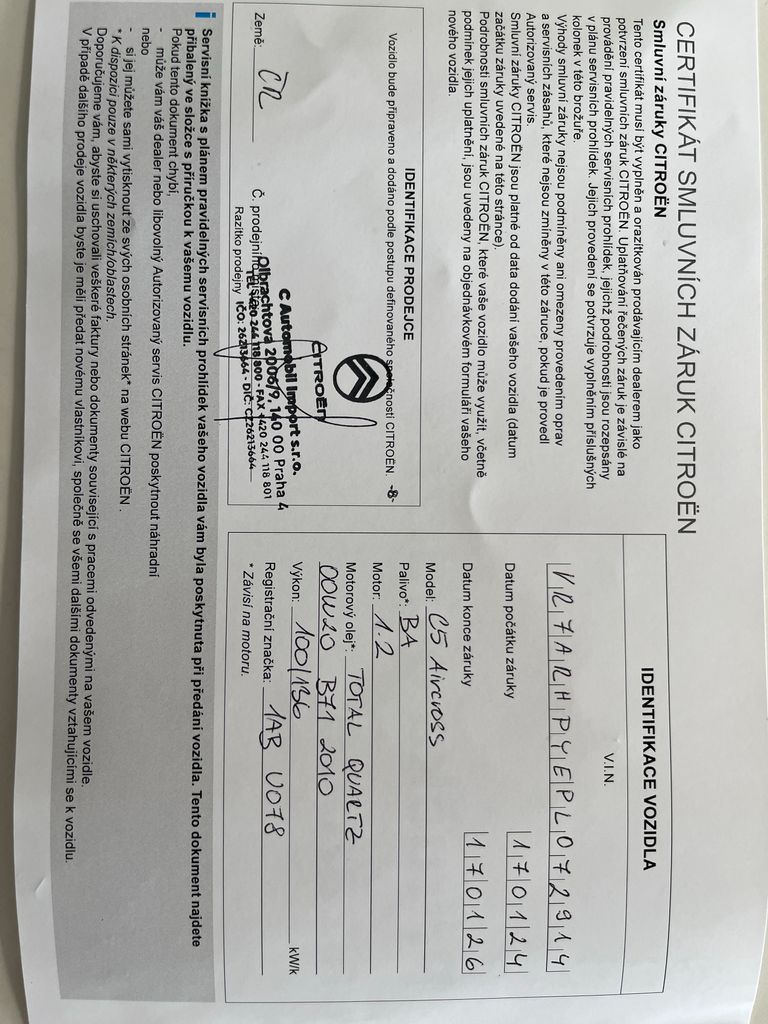 CERTIFIKÁT SMLUVNÍCH ZÁRUK CITROËN
Smluvní záruky CITROËN
Tento certifikát musí být vyplněn a orazítkován prodávajícím dealerem jako
potvrzení smluvních záruk CITROËN. Uplatňování řečených záruk je závislé na
provádění pravidelných servisních prohlídek, jejichž podrobnosti jsou rozepsány
v plánu servisních prohlídek. Jejich provedení se potvrzuje vyplněním příslušných
kolonek v této brožuře.
Výhody smluvní záruky nejsou podmíněny ani omezeny provedením oprav
a servisních zásahů, které nejsou zmíněny v této záruce, pokud je provedl
Autorizovaný servis.
Smluvní záruky CITROËN jsou platné od data dodání vašeho vozidla (datum
začátku záruky uvedené na této stránce).
Podrobnosti smluvních záruk CITROËN, které vaše vozidlo může využít, včetně
podmínek jejich uplatnění, jsou uvedeny na objednávkovém formuláři vašeho
nového vozidla.
IDENTIFIKACE PRODEJCE
Vozidlo bude připraveno a dodáno podle postupu definovaného společností CITROËN. -8-
CITROËN
C Automobil Import s.r.o.
Olbrachtova 2006/9, 140 00 Praha 4
TEL +420 244 118 800 · FAX +420 244 118 801
IČO: 26213664 · DIČ: CZ26213664
Země: ČR
Č. prodejního
Razítko prodejny
IDENTIFIKACE VOZIDLA
V.I.N.
VR7ARHPYEPL072914
Datum počátku záruky 170124
Datum konce záruky 170126
Model: C5 Aircross
Palivo*: BA
Motor: 1.2
Motorový olej*: TOTAL QUARTZ
00W20 B71 2010
Výkon: 100/136 kW/k
Registrační značka: 1AB U078
* Závisí na motoru.
i Servisní knížka s plánem pravidelných servisních prohlídek vašeho vozidla vám byla poskytnuta při předání vozidla. Tento dokument najdete
přibalený ve složce s příručkou k vašemu vozidlu.
Pokud tento dokument chybí,
- může vám váš dealer nebo libovolný Autorizovaný servis CITROËN poskytnout náhradní
nebo
- si jej můžete sami vytisknout ze svých osobních stránek* na webu CITROËN .
* K dispozici pouze v některých zemích/oblastech.
Doporučujeme vám, abyste si uschovali veškeré faktury nebo dokumenty související s pracemi odvedenými na vašem vozidle.
V případě dalšího prodeje vozidla byste je měli předat novému vlastníkovi, společně se všemi dalšími dokumenty vztahujícími se k vozidlu.